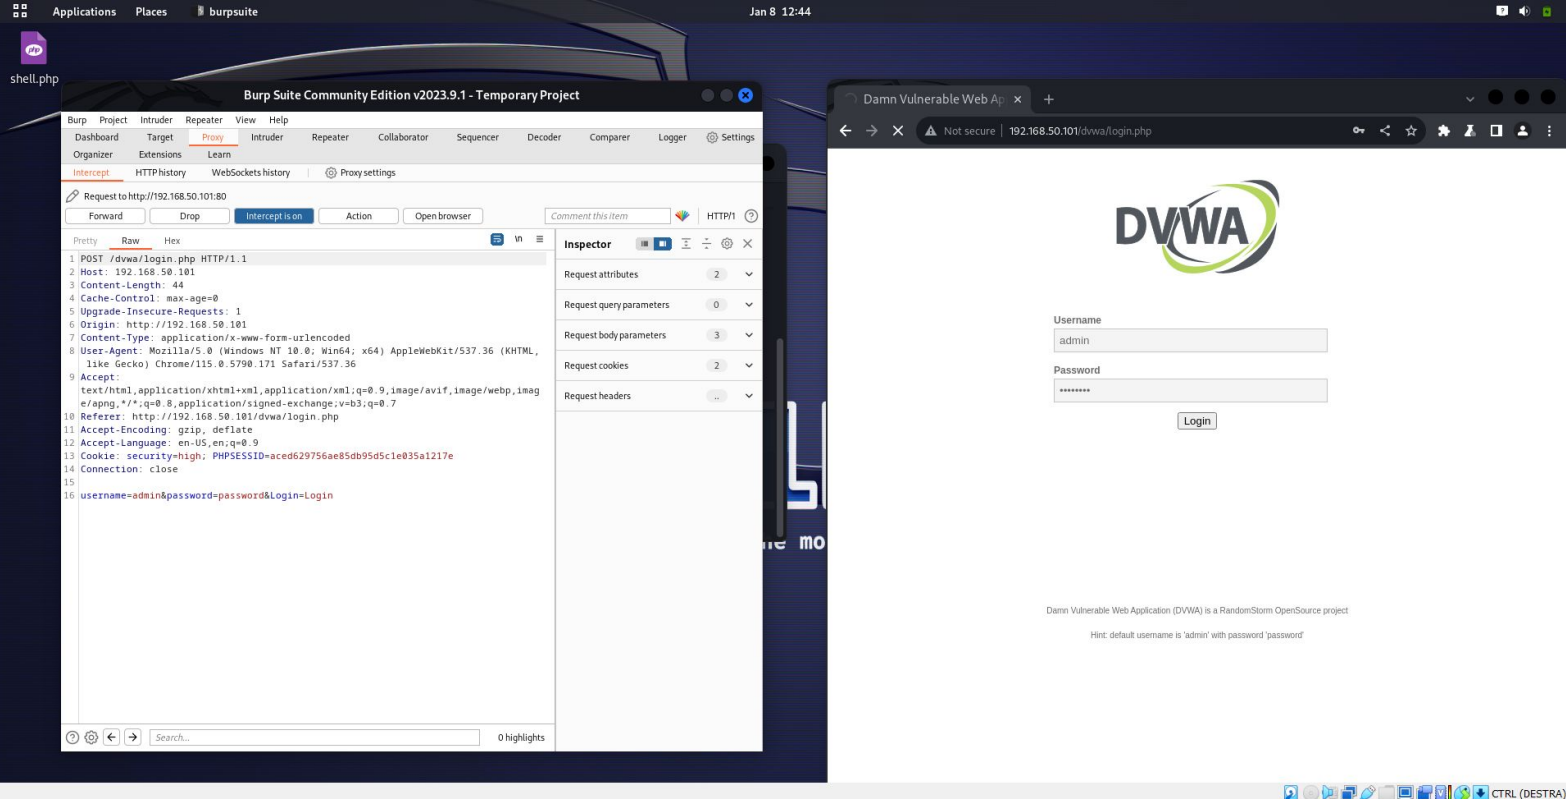 Applications Places burpsuite Jan 8 12:44
shell.php
Burp Suite Community Edition v2023.9.1 - Temporary Project
Burp Project Intruder Repeater View Help
Dashboard Target Proxy Intruder Repeater Collaborator Sequencer Decoder Comparer Logger Settings
Organizer Extensions Learn
Intercept HTTP history WebSockets history Proxy settings
Request to http://192.168.50.101:80
Forward Drop Intercept is on Action Open browser Comment this item HTTP/1
Pretty Raw Hex \n
1 POST /dvwa/login.php HTTP/1.1
2 Host: 192.168.50.101
3 Content-Length: 44
4 Cache-Control: max-age=0
5 Upgrade-Insecure-Requests: 1
6 Origin: http://192.168.50.101
7 Content-Type: application/x-www-form-urlencoded
8 User-Agent: Mozilla/5.0 (Windows NT 10.0; Win64; x64) AppleWebKit/537.36 (KHTML,
like Gecko) Chrome/115.0.5790.171 Safari/537.36
9 Accept:
text/html,application/xhtml+xml,application/xml;q=0.9,image/avif,image/webp,imag
e/apng,*/*;q=0.8,application/signed-exchange;v=b3;q=0.7
10 Referer: http://192.168.50.101/dvwa/login.php
11 Accept-Encoding: gzip, deflate
12 Accept-Language: en-US,en;q=0.9
13 Cookie: security=high; PHPSESSID=aced629756ae85db95d5c1e035a1217e
14 Connection: close
15
16 username=admin&password=password&Login=Login
Inspector
Request attributes 2
Request query parameters 0
Request body parameters 3
Request cookies 2
Request headers ..
Search...
0 highlights
Damn Vulnerable Web Ap
Not secure 192.168.50.101/dvwa/login.php
DVWA
Username
admin
Password
••••••••
Login
Damn Vulnerable Web Application (DVWA) is a RandomStorm OpenSource project
Hint: default username is 'admin' with password 'password'
mo
CTRL (DESTRA)